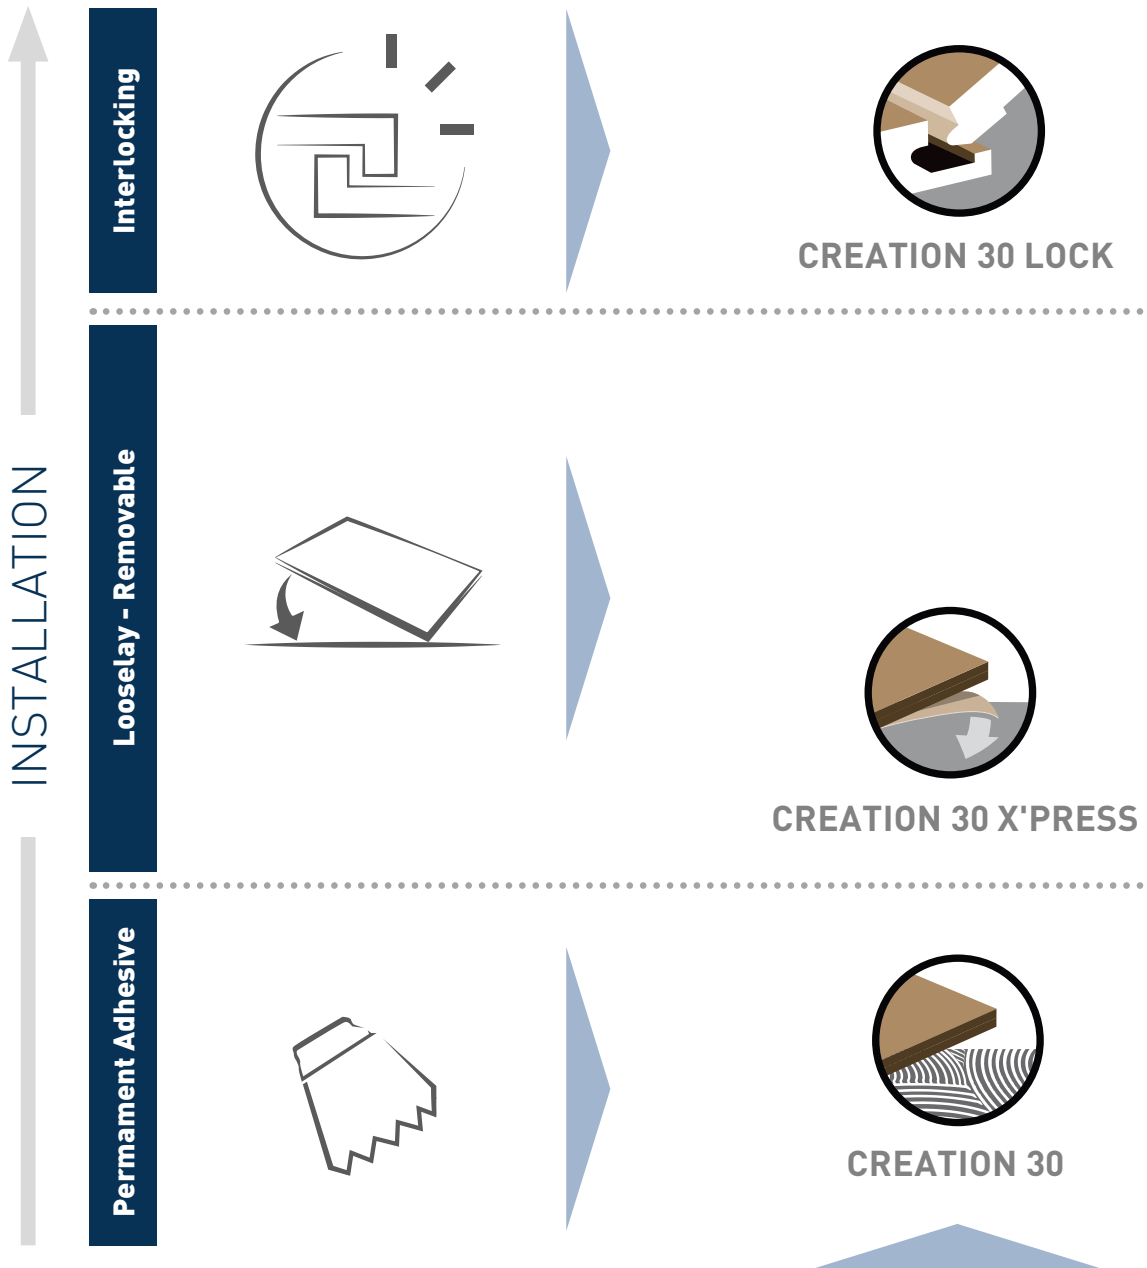 INSTALLATION
Interlocking
CREATION 30 LOCK
Looselay - Removable
CREATION 30 X'PRESS
Permament Adhesive
CREATION 30